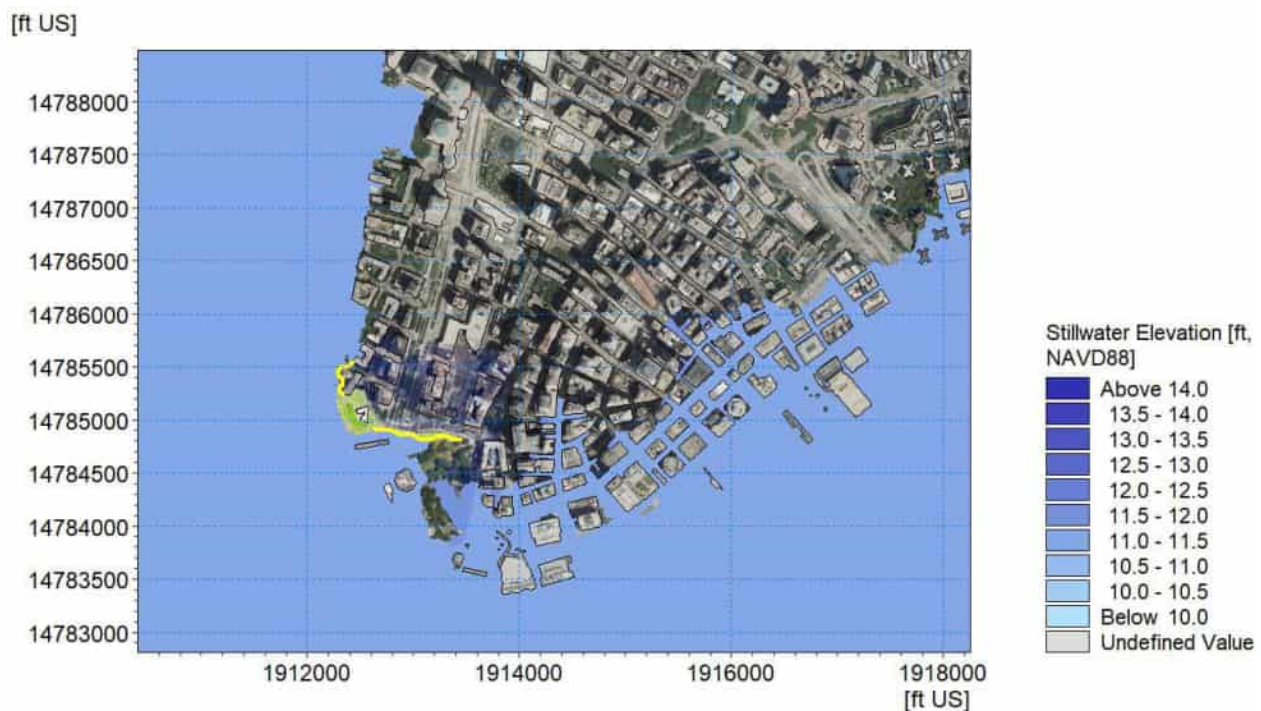 [ft US]
14788000
14787500
14787000
14786500
14786000
14785500
14785000
14784500
14784000
14783500
14783000
1912000 1914000 1916000 1918000
[ft US]
Stillwater Elevation [ft,
NAVD88]
Above 14.0
13.5 - 14.0
13.0 - 13.5
12.5 - 13.0
12.0 - 12.5
11.5 - 12.0
11.0 - 11.5
10.5 - 11.0
10.0 - 10.5
Below 10.0
Undefined Value